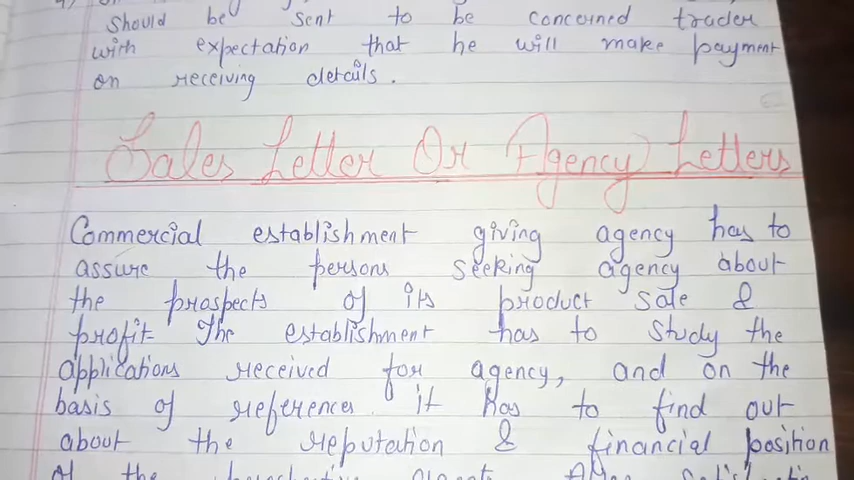 should be sent to be concerned trader
with expectation that he will make payment
on receiving details.
Sales Letter Or Agency Letters
Commercial establishment giving agency has to
assure the persons seeking agency about
the prospects of its product sale &
profit. The establishment has to study the
applications received for agency, and on the
basis of references it has to find out
about the reputation & financial position
of the